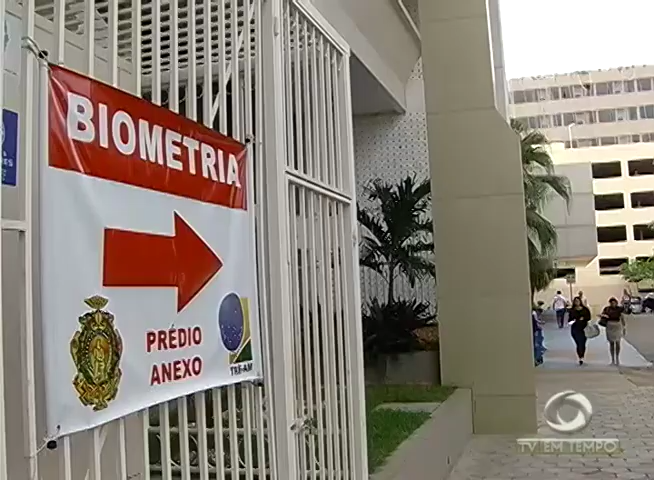 BIOMETRIA
PRÉDIO
ANEXO
TRE-AM
TV EM TEMPO